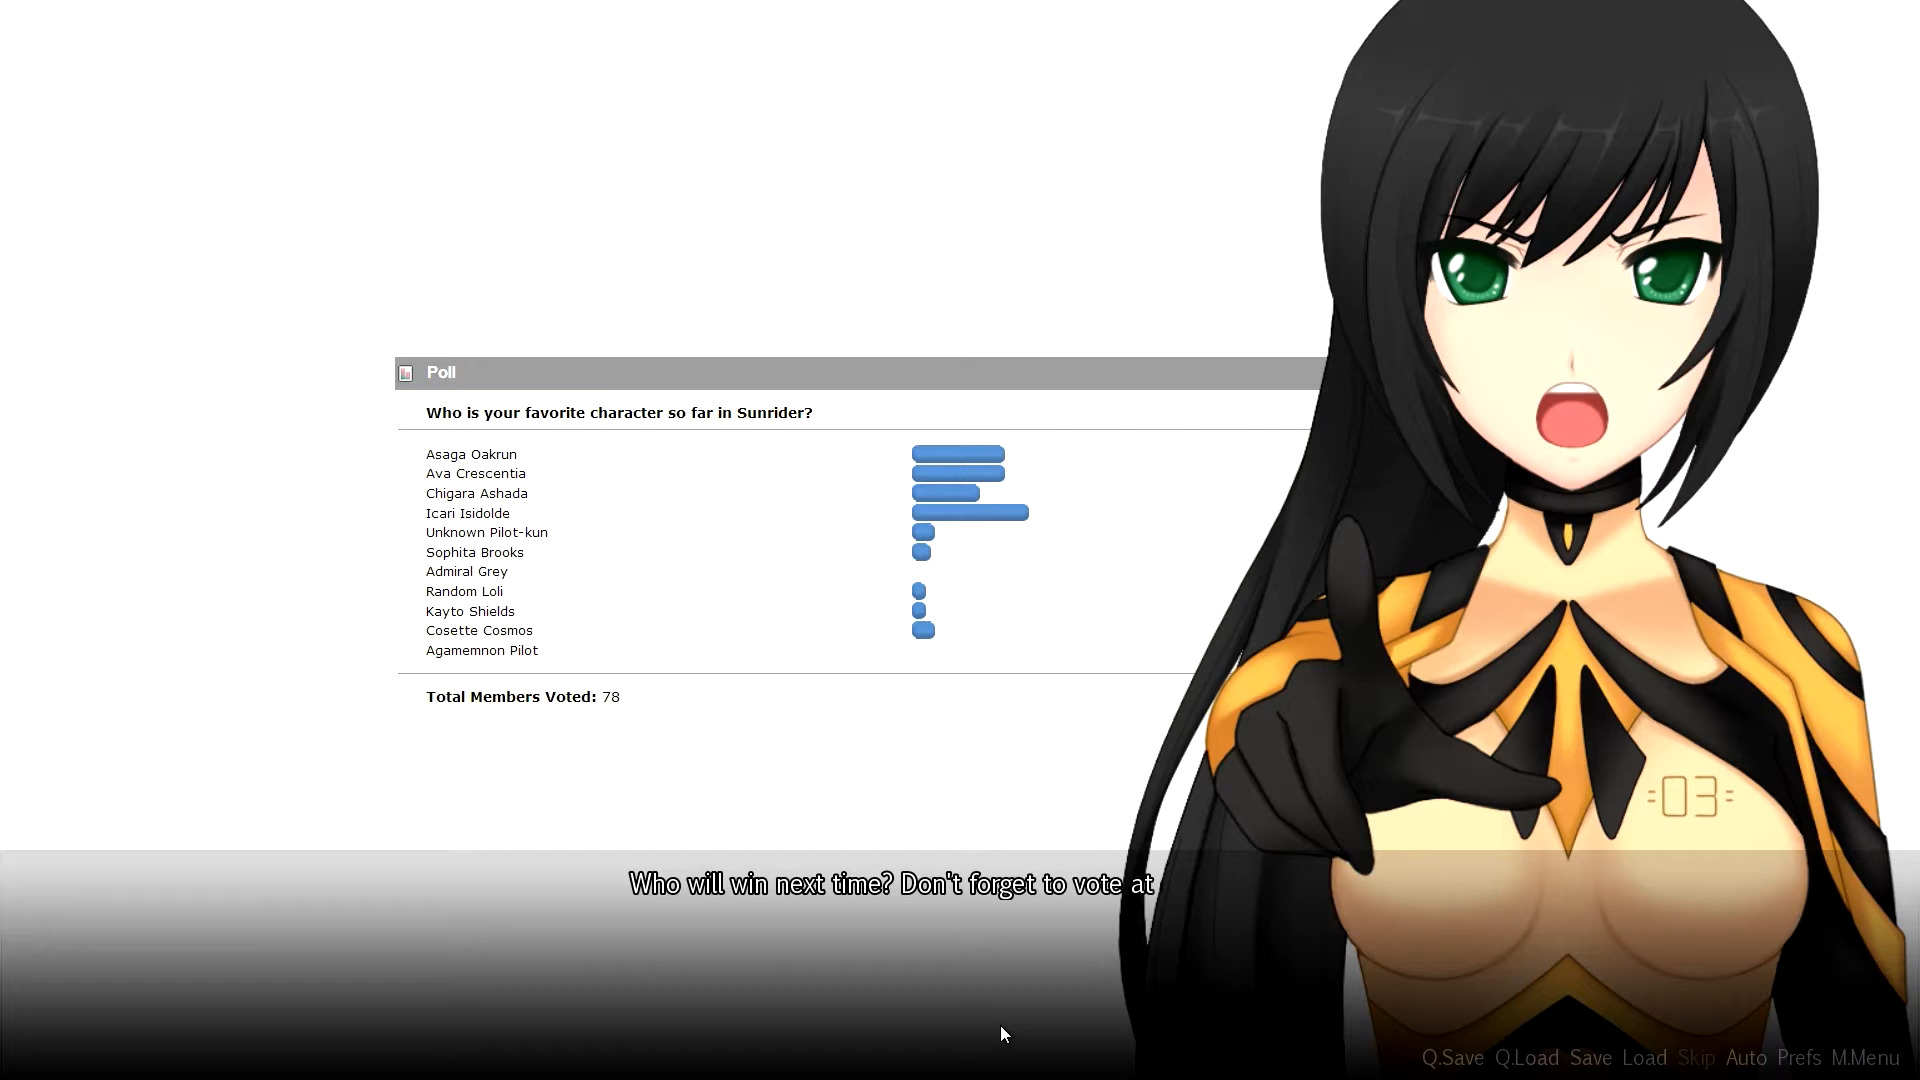 Poll
Who is your favorite character so far in Sunrider?
Asaga Oakrun
Ava Crescentia
Chigara Ashada
Icari Isidolde
Unknown Pilot-kun
Sophita Brooks
Admiral Grey
Random Loli
Kayto Shields
Cosette Cosmos
Agamemnon Pilot
Total Members Voted: 78
=03=
Who will win next time? Don't forget to vote at
Q.Save Q.Load Save Load Skip Auto Prefs M.Menu